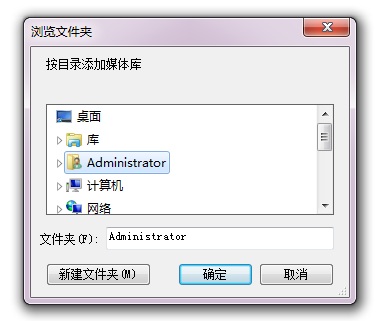 浏览文件夹
按目录添加媒体库
桌面
库
Administrator
计算机
网络
文件夹(F): Administrator
新建文件夹(M) 确定 取消